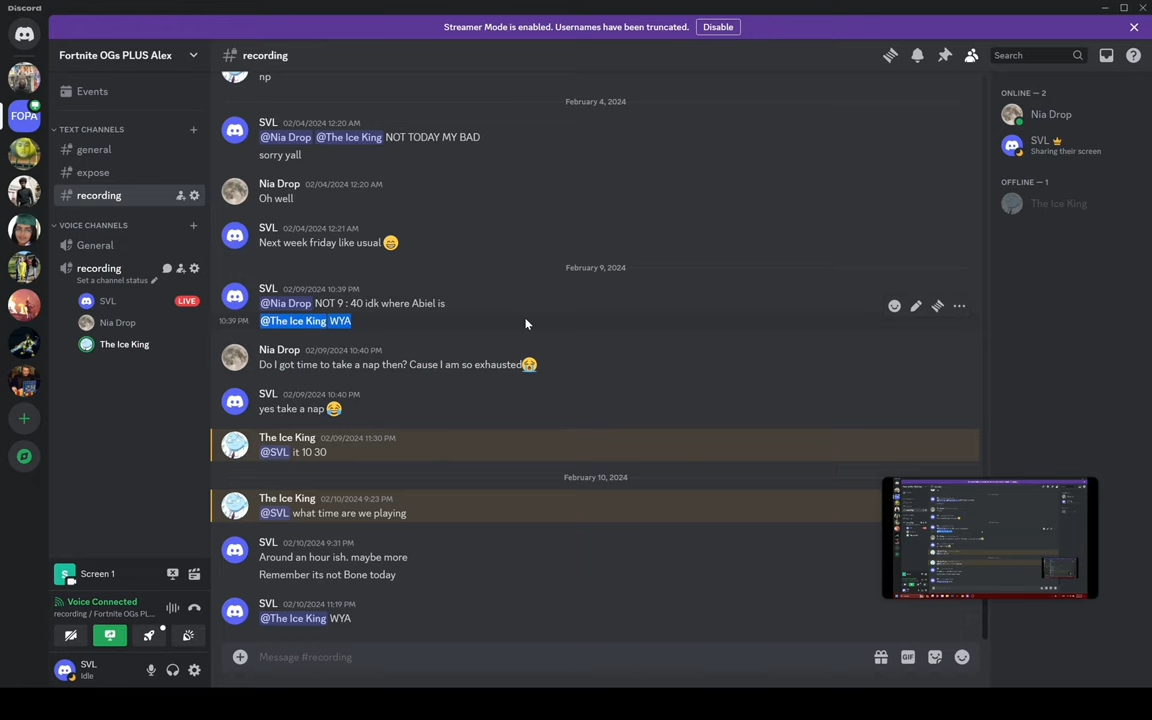 Discord
Streamer Mode is enabled. Usernames have been truncated. Disable
Fortnite OGs PLUS Alex
recording
Search
Events
TEXT CHANNELS
general
expose
recording
VOICE CHANNELS
General
recording
Set a channel status
SVL LIVE
Nia Drop
The Ice King
FOPA
np
February 4, 2024
SVL 02/04/2024 12:20 AM
@Nia Drop @The Ice King NOT TODAY MY BAD
sorry yall
Nia Drop 02/04/2024 12:20 AM
Oh well
SVL 02/04/2024 12:21 AM
Next week friday like usual 😁
February 9, 2024
SVL 02/09/2024 10:39 PM
@Nia Drop NOT 9 : 40 idk where Abiel is
10:39 PM @The Ice King WYA
Nia Drop 02/09/2024 10:40 PM
Do I got time to take a nap then? Cause I am so exhausted😭
SVL 02/09/2024 10:40 PM
yes take a nap 😂
The Ice King 02/09/2024 11:30 PM
@SVL it 10 30
February 10, 2024
The Ice King 02/10/2024 9:23 PM
@SVL what time are we playing
SVL 02/10/2024 9:31 PM
Around an hour ish. maybe more
Remember its not Bone today
SVL 02/10/2024 11:19 PM
@The Ice King WYA
Message #recording
GIF
ONLINE — 2
Nia Drop
SVL
Sharing their screen
OFFLINE — 1
The Ice King
S Screen 1
Voice Connected
recording / Fortnite OGs PL...
SVL
Idle